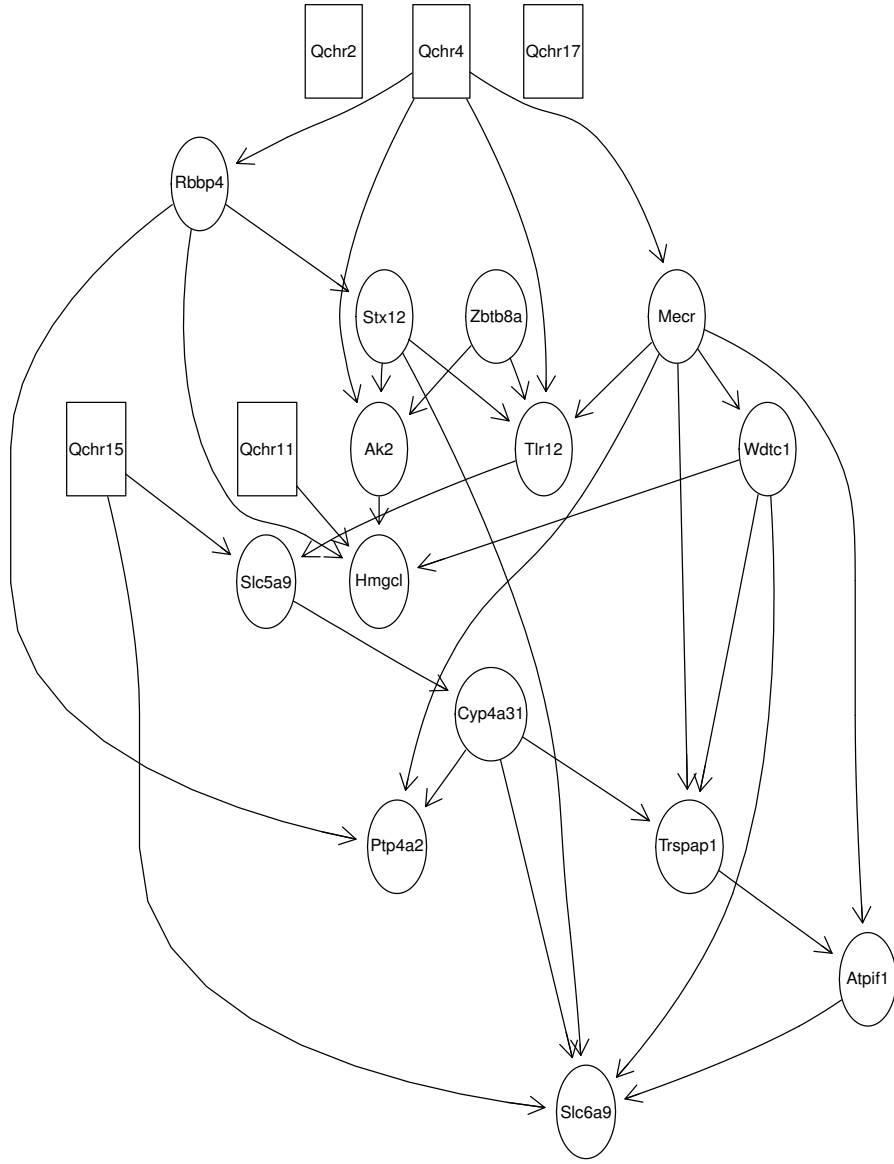 Qchr2
Qchr4
Qchr17
Rbbp4
Stx12
Zbtb8a
Mecr
Qchr15
Qchr11
Ak2
Tlr12
Wdtc1
Slc5a9
Hmgcl
Cyp4a31
Ptp4a2
Trspap1
Atpif1
Slc6a9